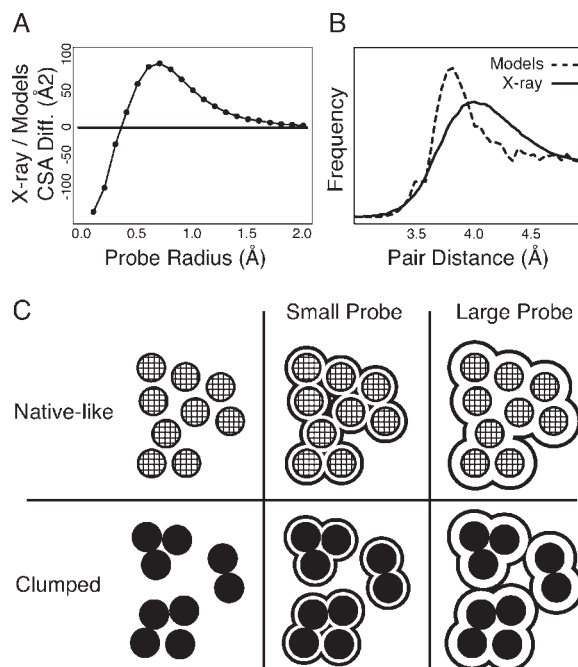 A
X-ray / Models
CSA Diff. (Å2)
100
50
0
-50
-100
0.0 0.5 1.0 1.5 2.0
Probe Radius (Å)
B
Models
X-ray
Frequency
3.5 4.0 4.5
Pair Distance (Å)
C
Small Probe Large Probe
Native-like
Clumped